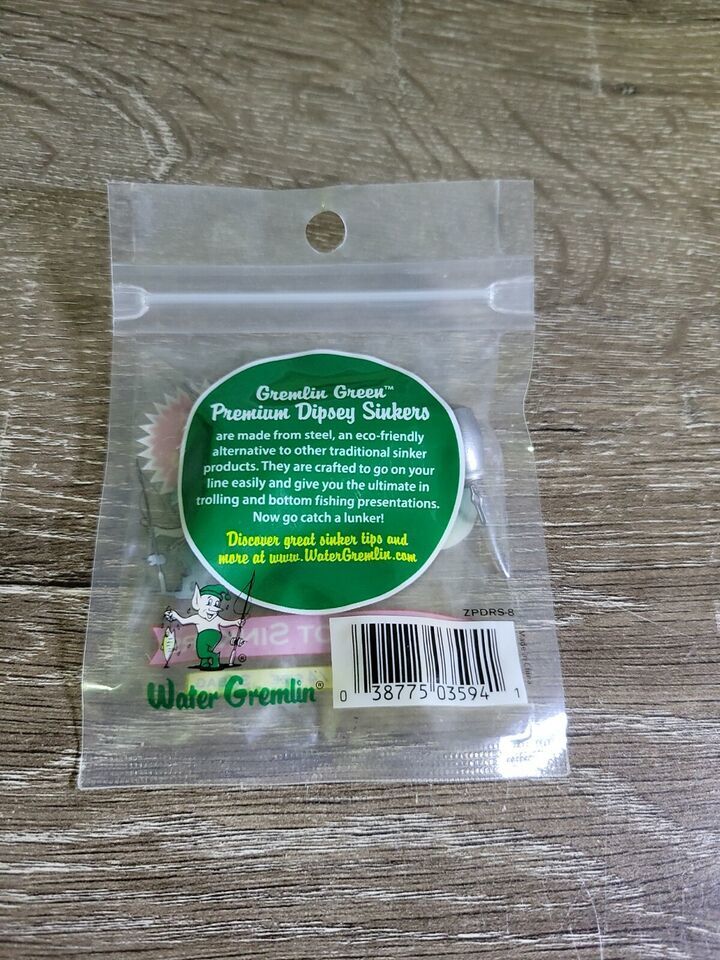 Gremlin Green™
Premium Dipsey Sinkers
are made from steel, an eco-friendly
alternative to other traditional sinker
products. They are crafted to go on your
line easily and give you the ultimate in
trolling and bottom fishing presentations.
Now go catch a lunker!
Discover great sinker tips and
more at www.WaterGremlin.com
ZPDRS-8
Made in China
Water Gremlin®
0 38775 03594 1